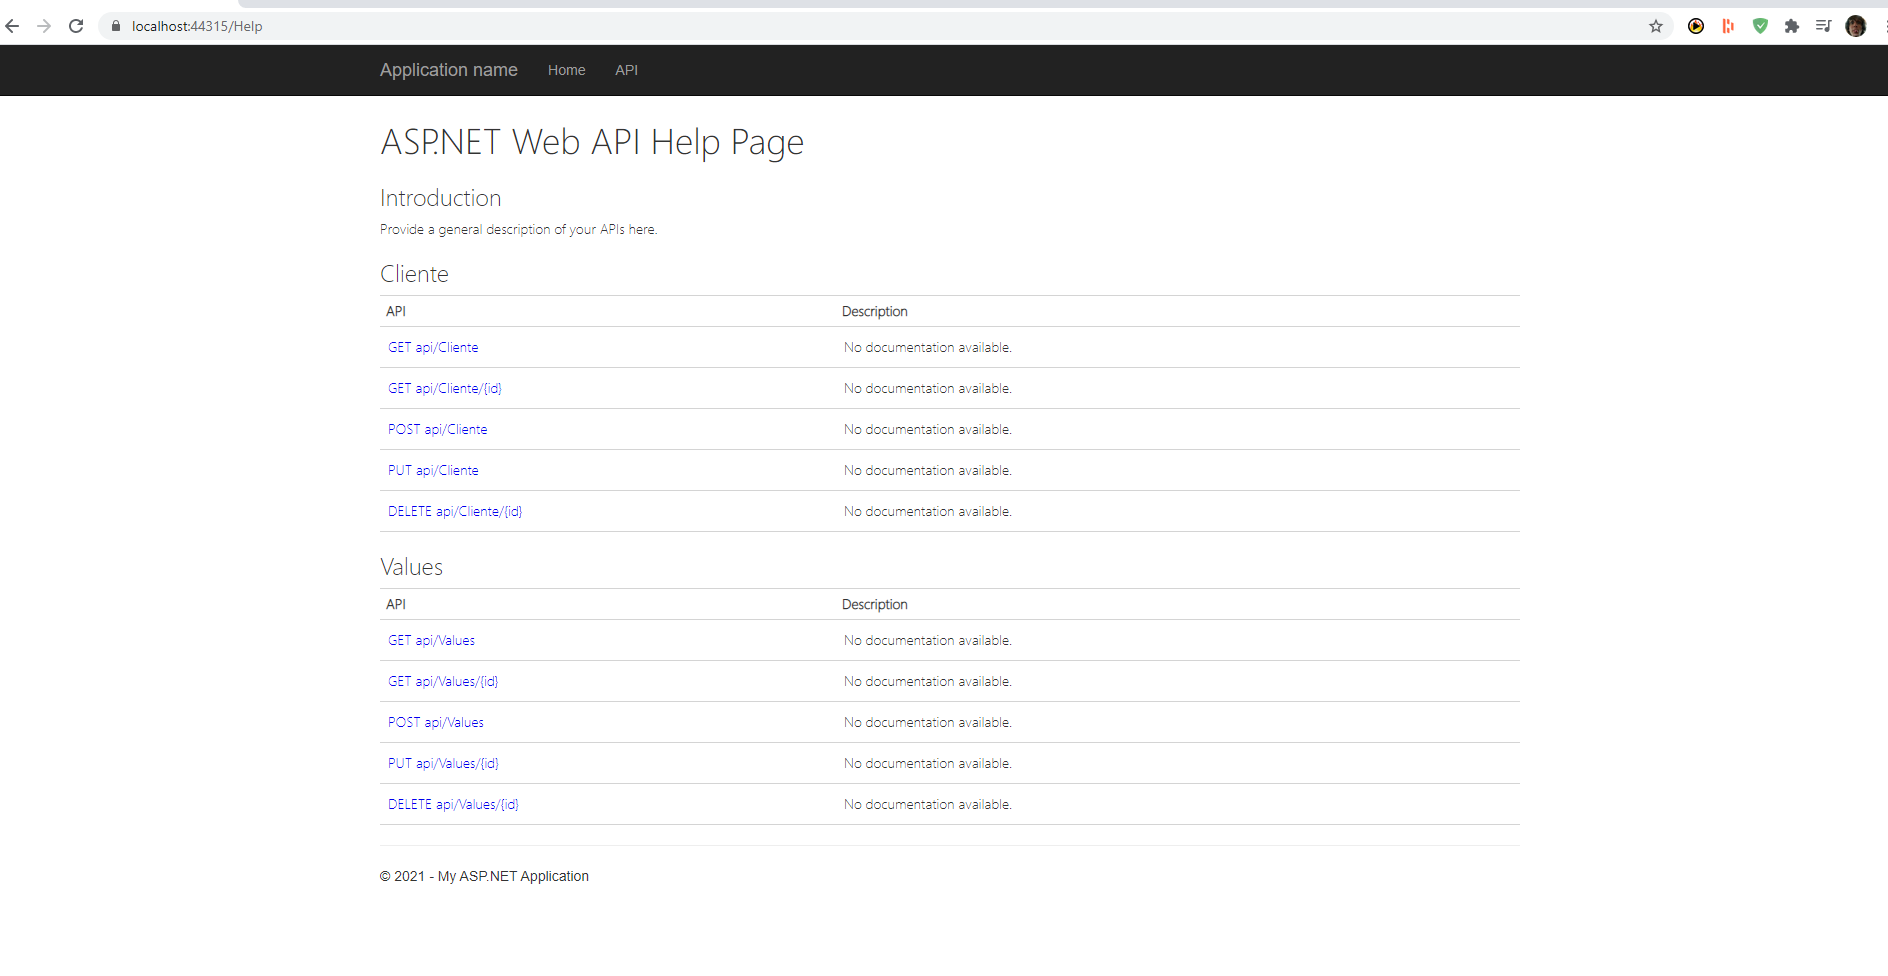 localhost:44315/Help
Application name Home API
ASP.NET Web API Help Page
Introduction
Provide a general description of your APIs here.
Cliente
API Description
GET api/Cliente No documentation available.
GET api/Cliente/{id} No documentation available.
POST api/Cliente No documentation available.
PUT api/Cliente No documentation available.
DELETE api/Cliente/{id} No documentation available.
Values
API Description
GET api/Values No documentation available.
GET api/Values/{id} No documentation available.
POST api/Values No documentation available.
PUT api/Values/{id} No documentation available.
DELETE api/Values/{id} No documentation available.
© 2021 - My ASP.NET Application